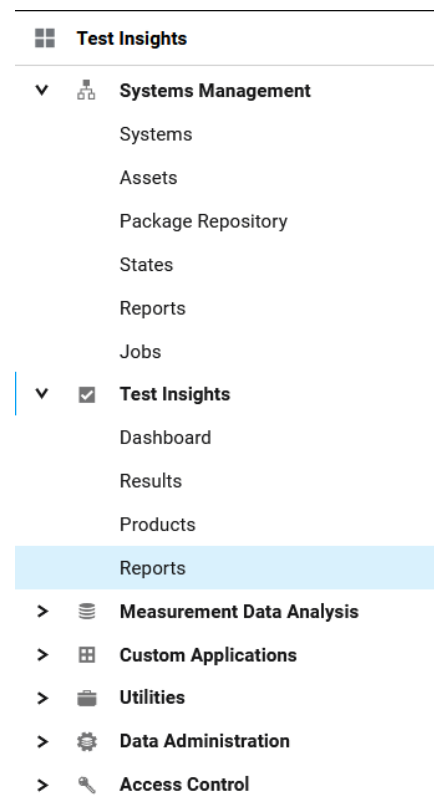 Test Insights
Systems Management
Systems
Assets
Package Repository
States
Reports
Jobs
Test Insights
Dashboard
Results
Products
Reports
Measurement Data Analysis
Custom Applications
Utilities
Data Administration
Access Control